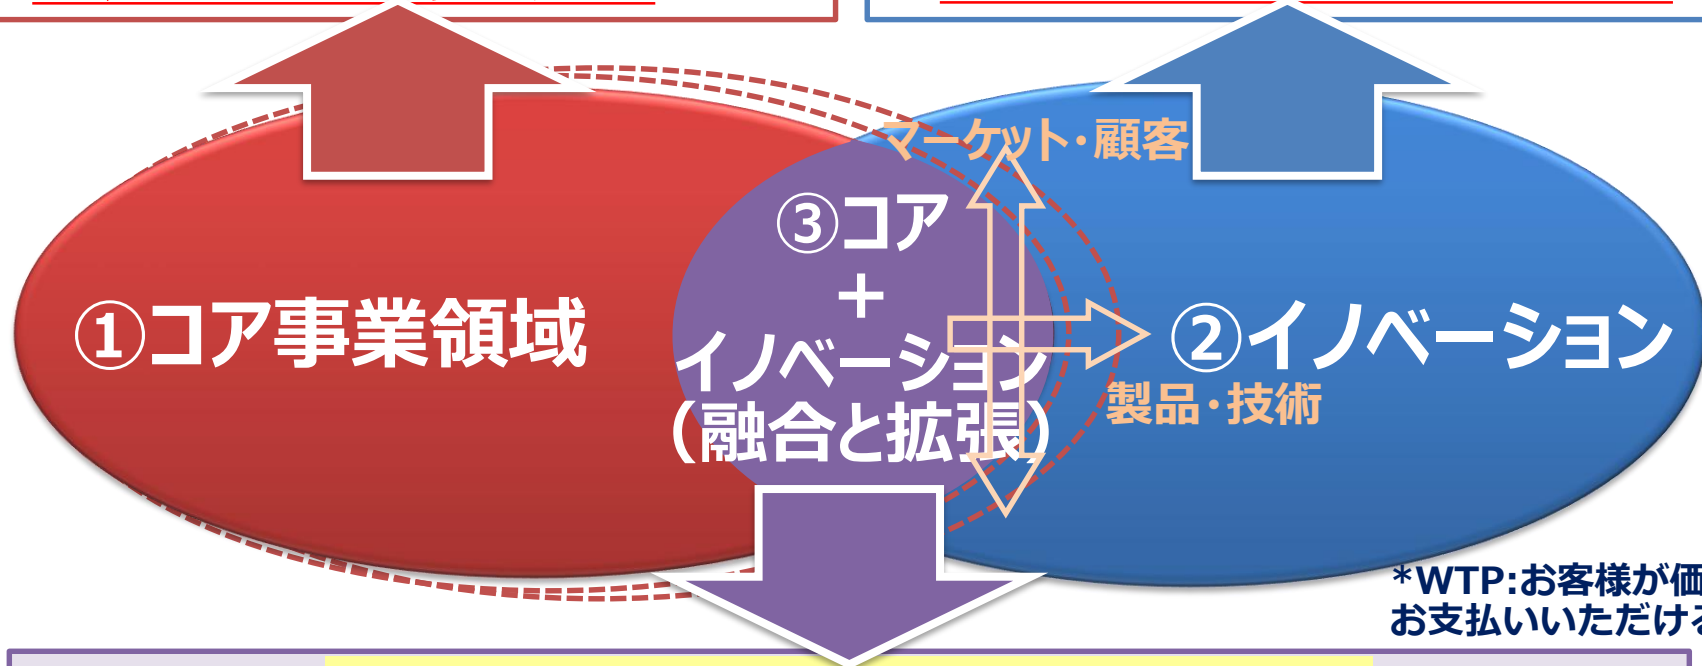 マーケット・顧客
③コア
+
イノベーション
(融合と拡張)
①コア事業領域
②イノベーション
製品・技術
*WTP:お客様が価
お支払いいただける